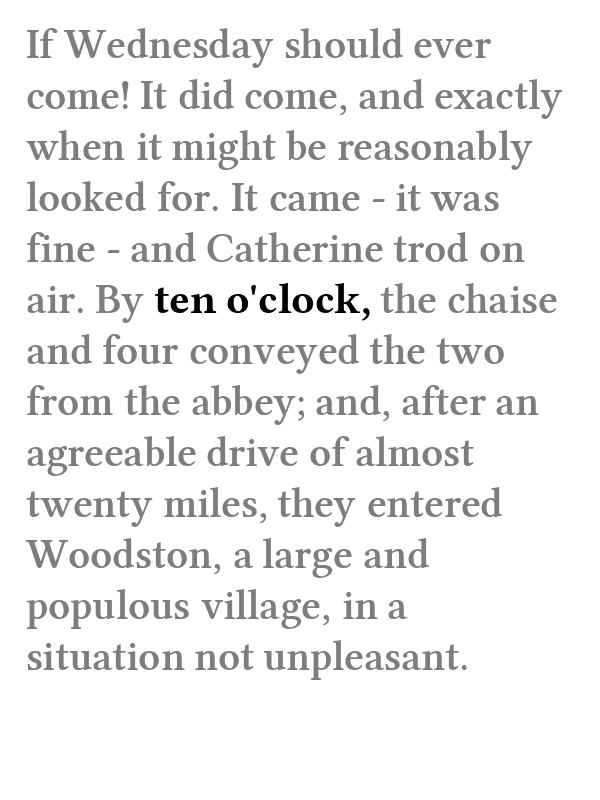 If Wednesday should ever
come! It did come, and exactly
when it might be reasonably
looked for. It came - it was
fine - and Catherine trod on
air. By ten o'clock, the chaise
and four conveyed the two
from the abbey; and, after an
agreeable drive of almost
twenty miles, they entered
Woodston, a large and
populous village, in a
situation not unpleasant.